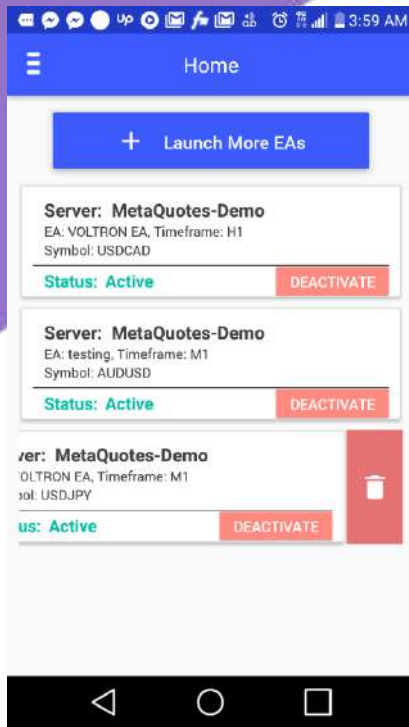 UP 3:59 AM
Home
+ Launch More EAs
Server: MetaQuotes-Demo
EA: VOLTRON EA, Timeframe: H1
Symbol: USDCAD
Status: Active DEACTIVATE
Server: MetaQuotes-Demo
EA: testing, Timeframe: M1
Symbol: AUDUSD
Status: Active DEACTIVATE
ver: MetaQuotes-Demo
OLTRON EA, Timeframe: M1
ol: USDJPY
us: Active DEACTIVATE